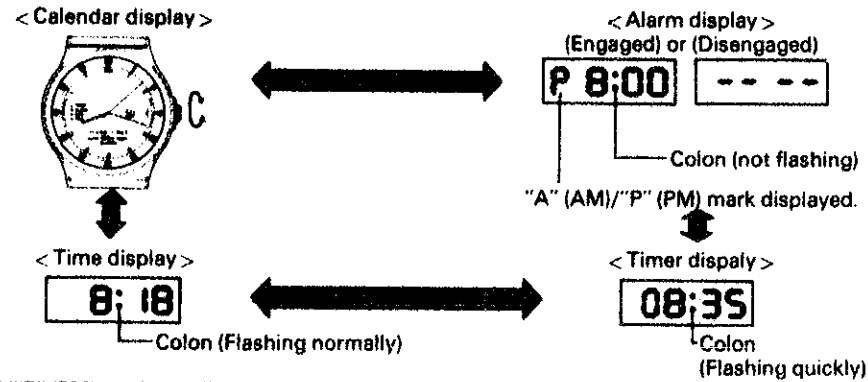 < Calendar display >
< Alarm display >
(Engaged) or (Disengaged)
P 8:00
-- --
C
Colon (not flashing)
"A" (AM)/"P" (PM) mark displayed.
< Time display >
< Timer dispaly >
8:18
08:35
Colon (Flashing normally)
Colon
(Flashing quickly)